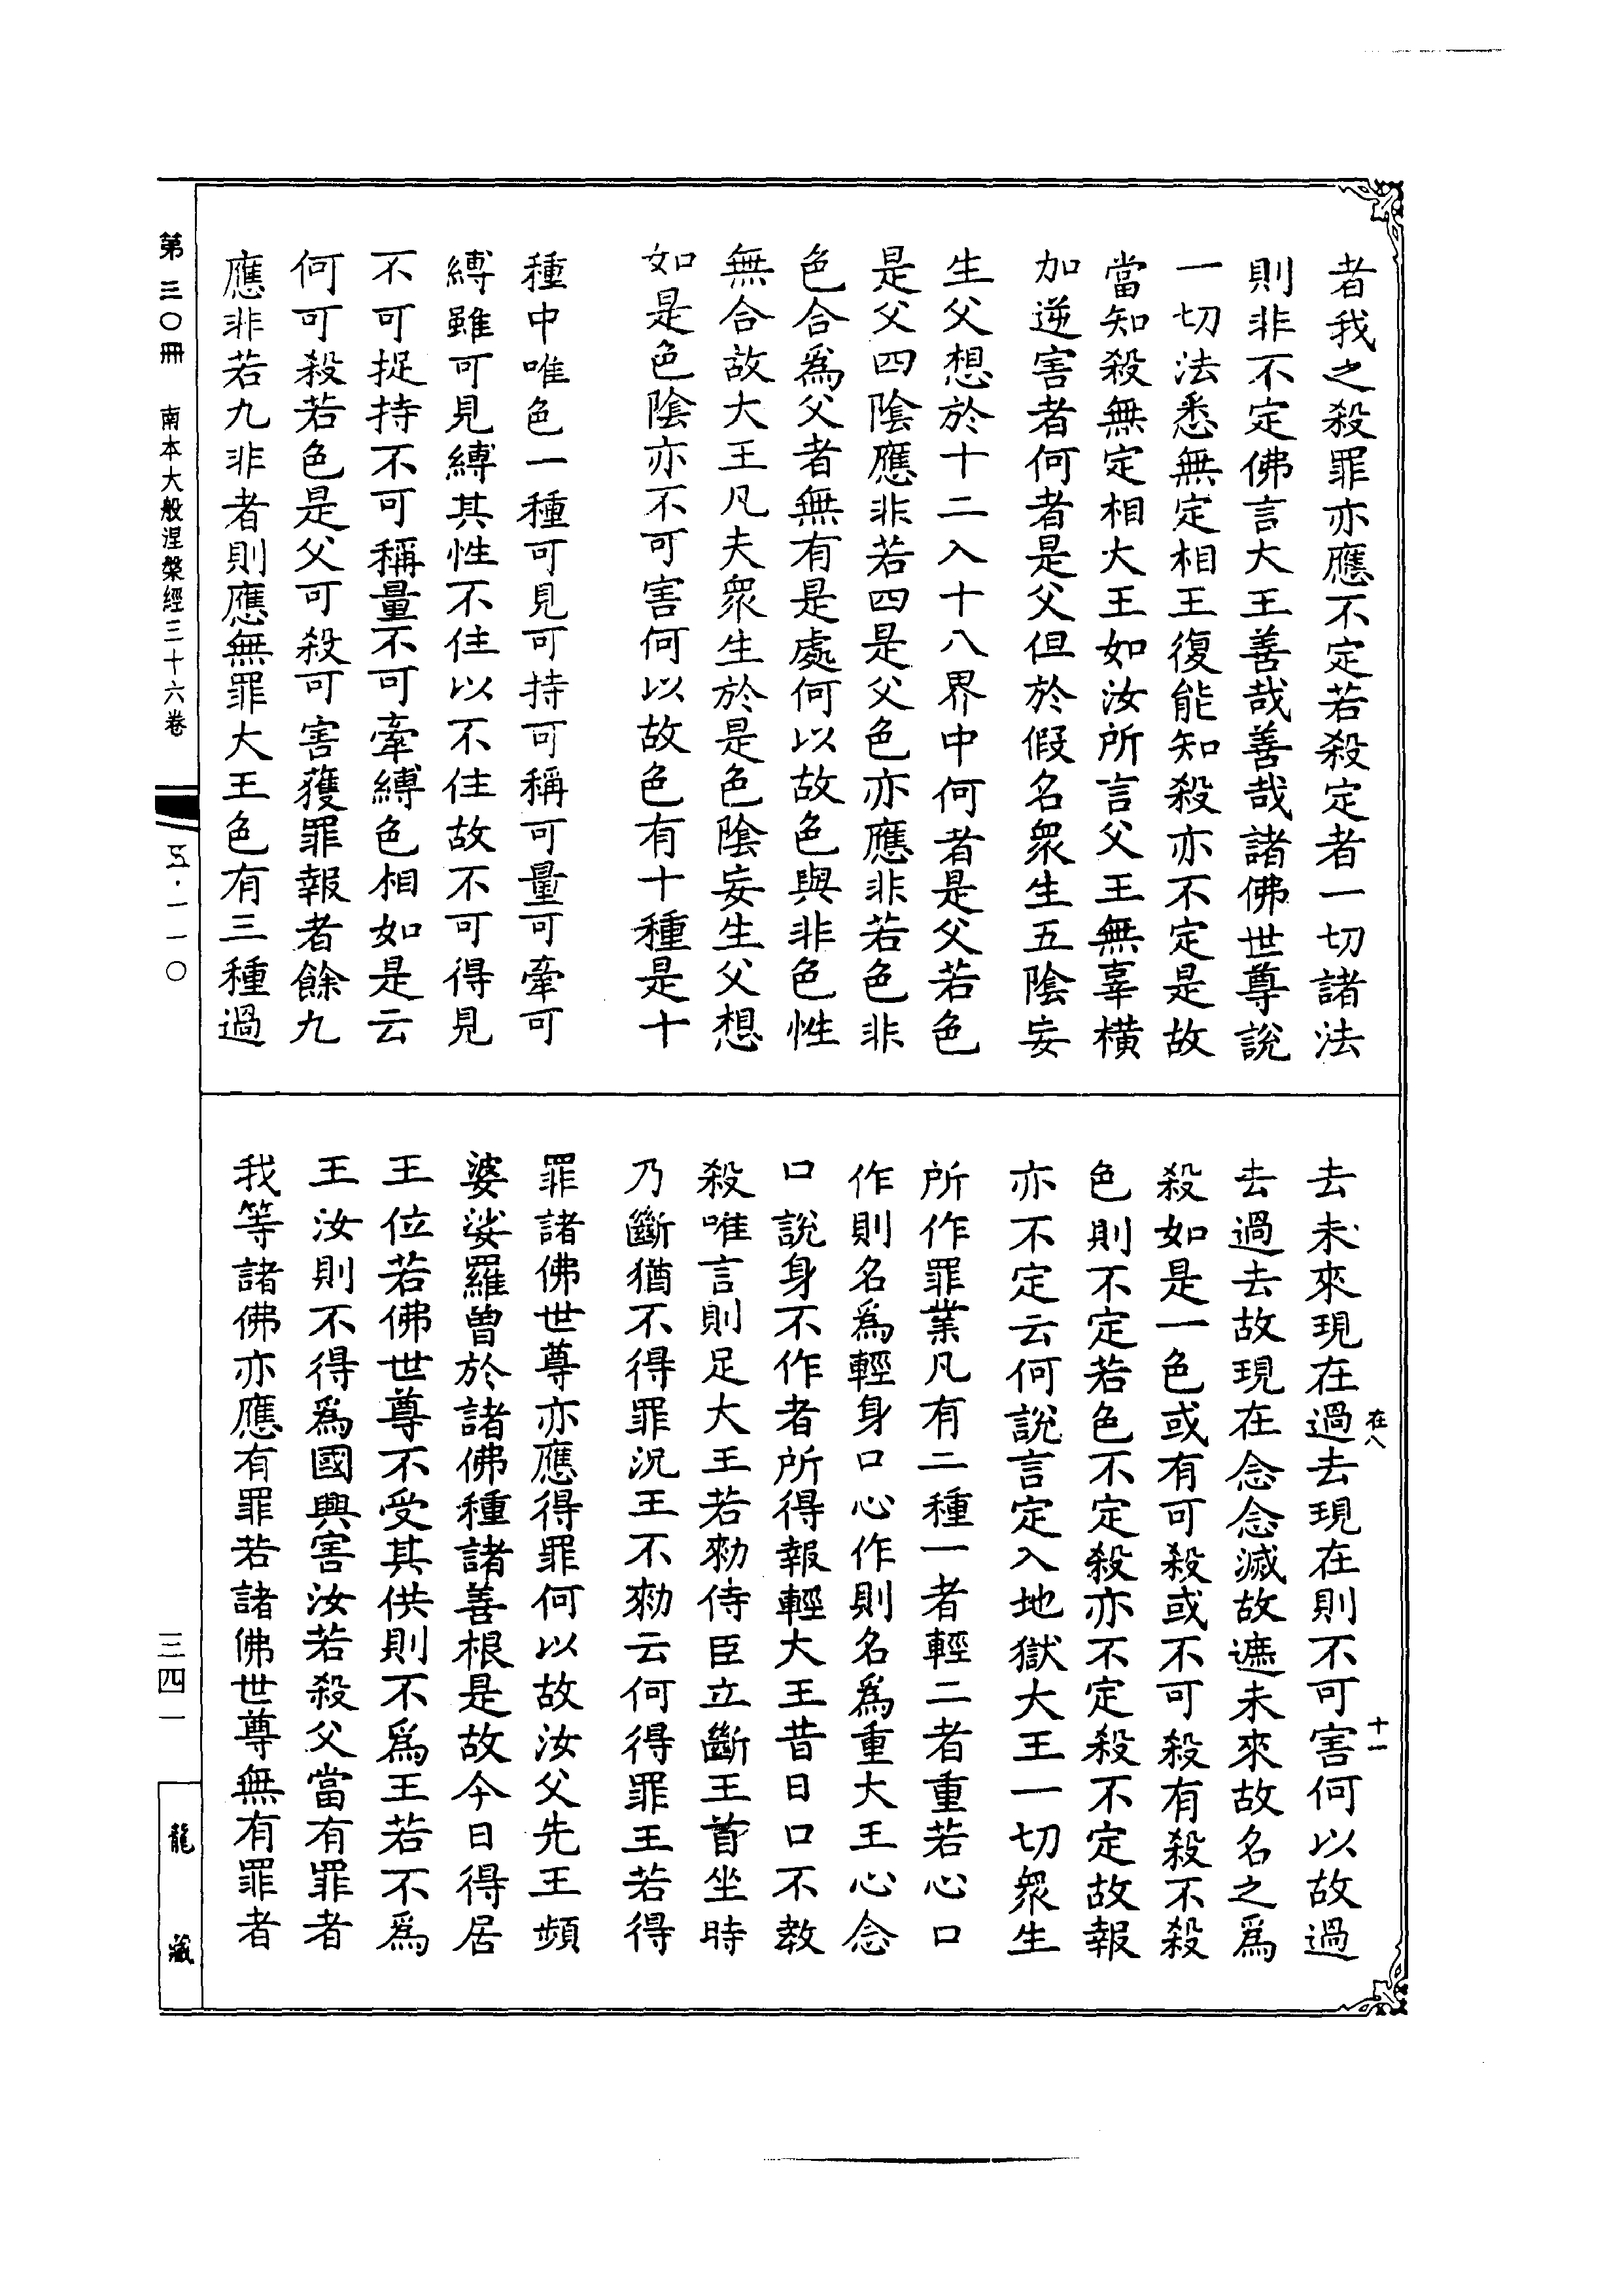 者我之殺罪亦應不定若殺定者一切諸法
則非不定佛言大王善哉善哉諸佛世尊說
一切法悉無定相王復能知殺亦不定是故
當知殺無定相大王如汝所言父王無辜橫
加逆害者何者是父但於假名眾生五陰妄
生父想於十二入十八界中何者是父若色
是父四陰應非若四是父色亦應非若色非
色合為父者無有是處何以故色與非色性
無合故大王凡夫眾生於是色陰妄生父想
如是色陰亦不可害何以故色有十種是十
種中唯色一種可見可持可稱可量可牽可
縛雖可見縛其性不住以不住故不可得見
不可捉持不可稱量不可牽縛色相如是云
何可殺若色是父可殺可害獲罪報者餘九
應非若九非者則應無罪大王色有三種過
去未來現在過去現在則不可害何以故過
去過去故現在念念滅故遮未來故名之為
殺如是一色或有可殺或不可殺有殺不殺
色則不定若色不定殺亦不定殺不定故報
亦不定云何說言定入地獄大王一切眾生
所作罪業凡有二種一者輕二者重若心口
作則名為輕身口心作則名為重大王心念
口說身不作者所得報輕大王昔日口不教
殺唯言則足大王若勑侍臣立斷王首坐時
乃斷猶不得罪況王不勑云何得罪王若得
罪諸佛世尊亦應得罪何以故汝父先王頻
婆娑羅曾於諸佛種諸善根是故今日得居
王位若佛世尊不受其供則不為王若不為
王汝則不得為國興害汝若殺父當有罪者
我等諸佛亦應有罪若諸佛世尊無有罪者
在八
十一
第三〇冊
南本大般涅槃經三十六卷
五·一一〇
三四一
龍藏